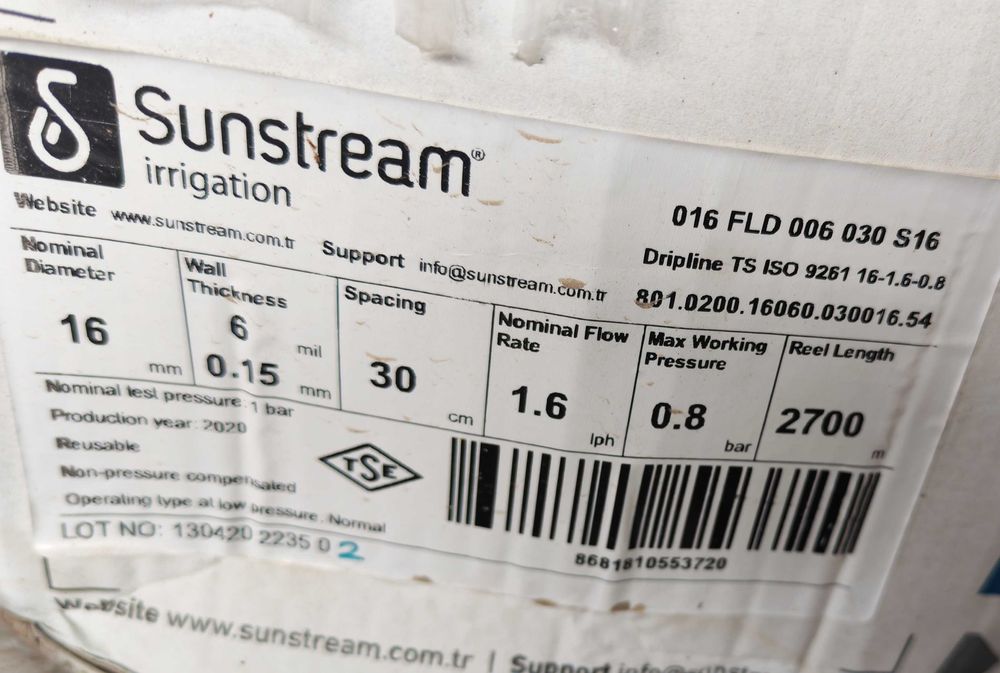 Sunstream®
irrigation
Website www.sunstream.com.tr Support info@sunstream.com.tr
016 FLD 006 030 S16
Dripline TS ISO 9261 16-1.6-0.8
801.0200.16060.030016.54
Nominal Diameter
16 mm
Wall Thickness
6 mil
0.15 mm
Spacing
30 cm
Nominal Flow Rate
1.6 lph
Max Working Pressure
0.8 bar
Reel Length
2700 m
Nominal test pressure: 1 bar
Production year: 2020
Reusable
Non-pressure compensated
Operating type at low pressure: Normal
LOT NO: 130420 2235 0 2
TSE
8681810553720
Website www.sunstream.com.tr | Support